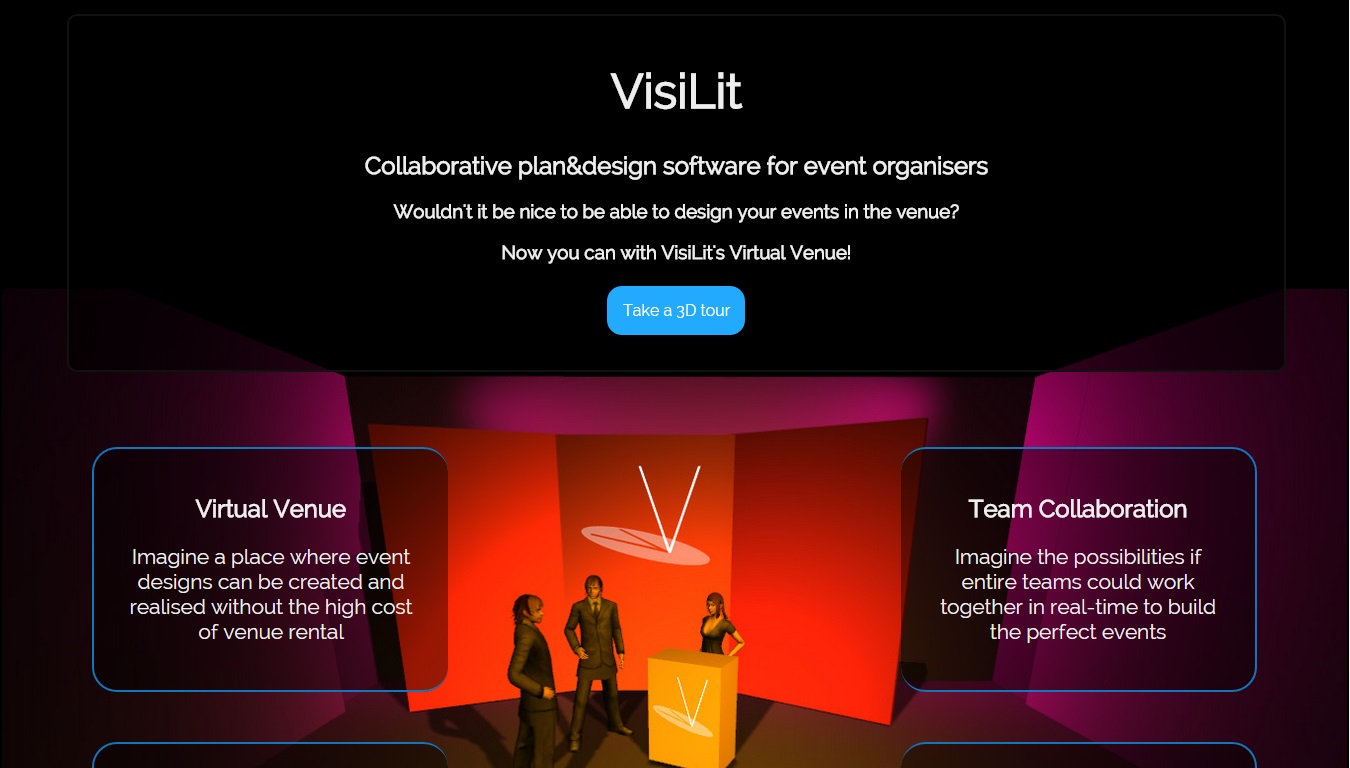 VisiLit
Collaborative plan&design software for event organisers
Wouldn't it be nice to be able to design your events in the venue?
Now you can with VisiLit's Virtual Venue!
Take a 3D tour
Virtual Venue
Imagine a place where event
designs can be created and
realised without the high cost
of venue rental
Team Collaboration
Imagine the possibilities if
entire teams could work
together in real-time to build
the perfect events